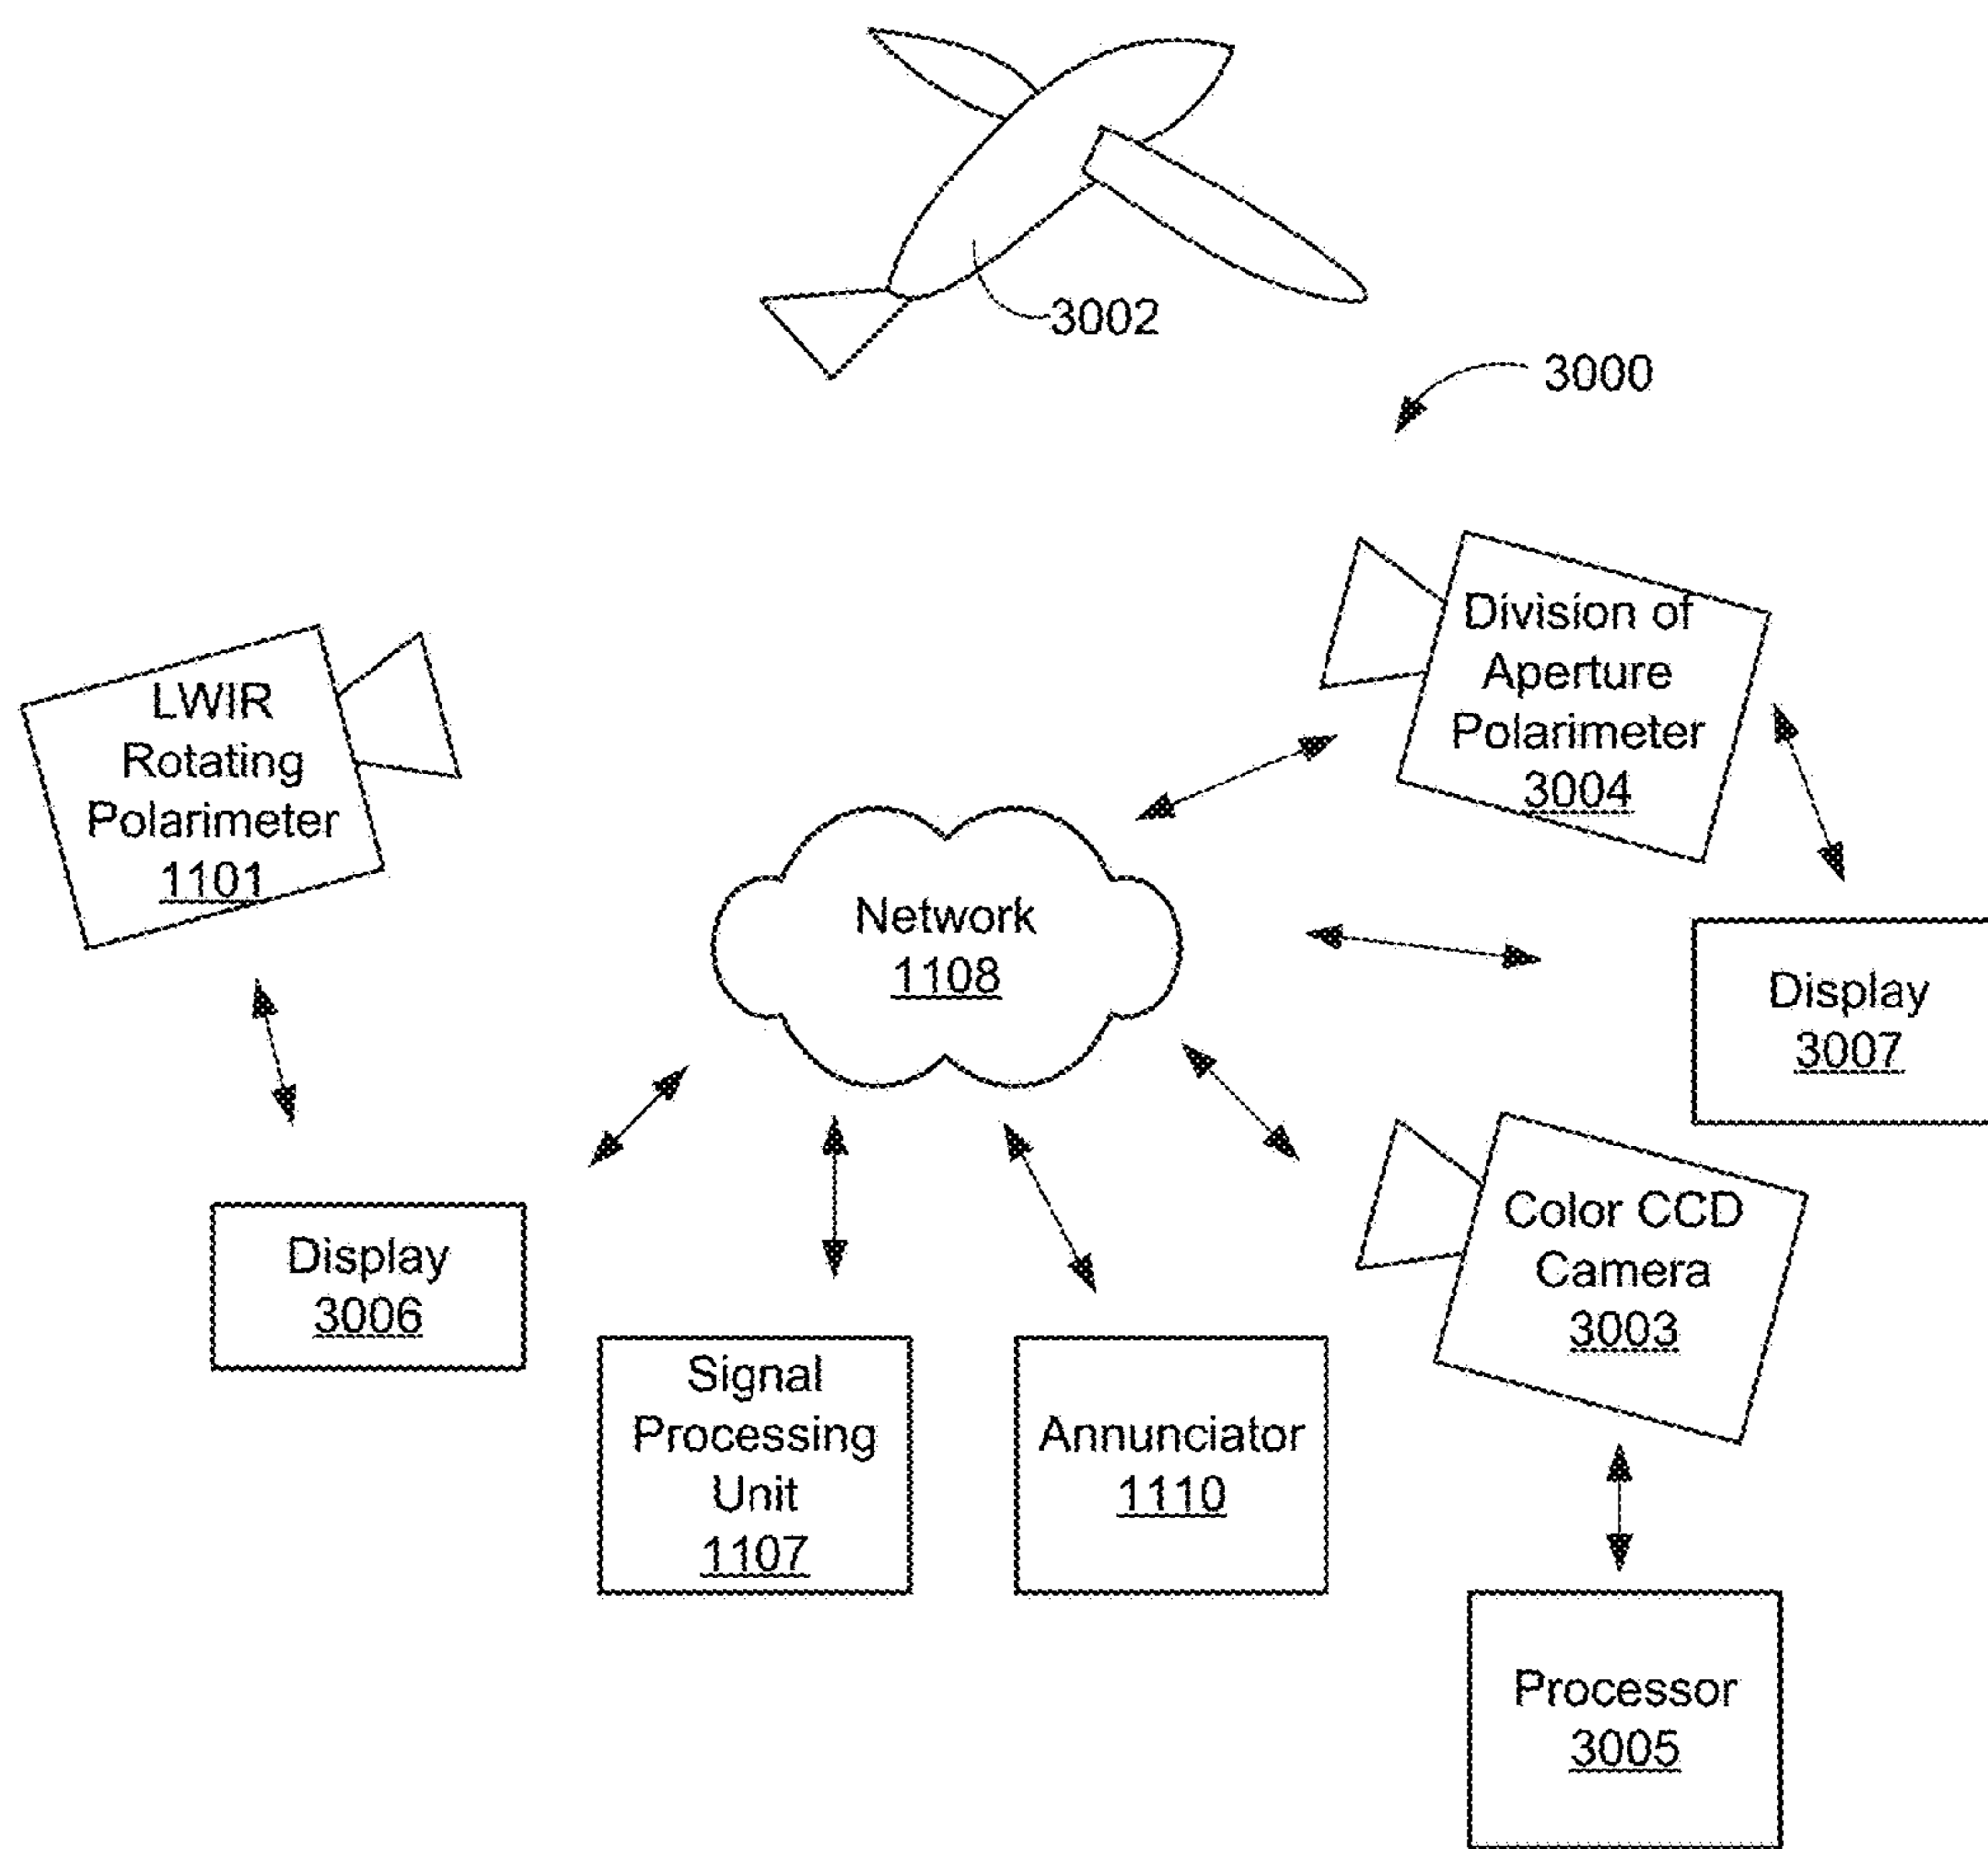 3002
3000
Division of
Aperture
Polarimeter
3004
LWIR
Rotating
Polarimeter
1101
Network
1108
Display
3007
Color CCD
Camera
3003
Display
3006
Signal
Processing
Unit
1107
Annunciator
1110
Processor
3005